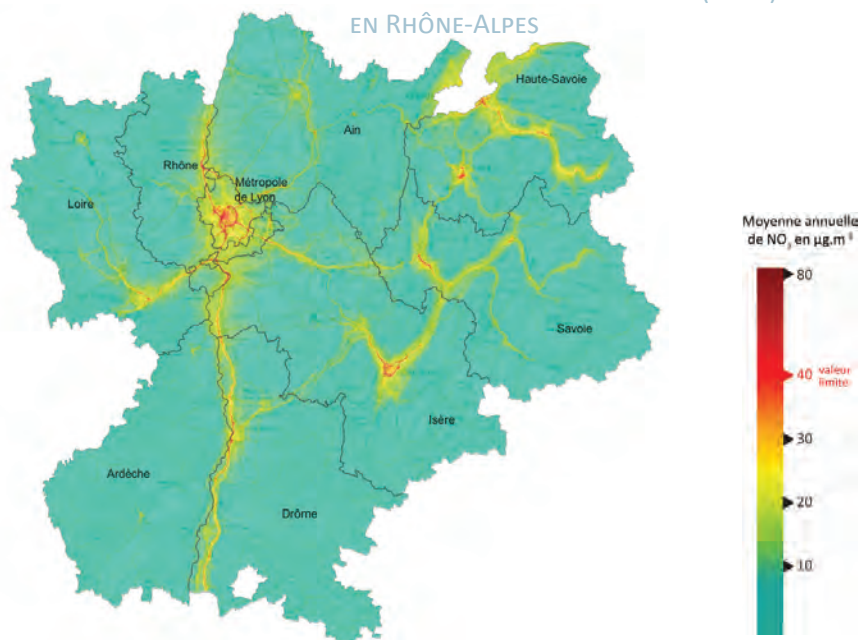 EN RHÔNE-ALPES
Haute-Savoie
Ain
Rhône
Métropole
de Lyon
Loire
Savoie
Isère
Ardèche
Drôme
Moyenne annuelle
de NO₂ en µg.m⁻³
80
40 valeur
limite
30
20
10